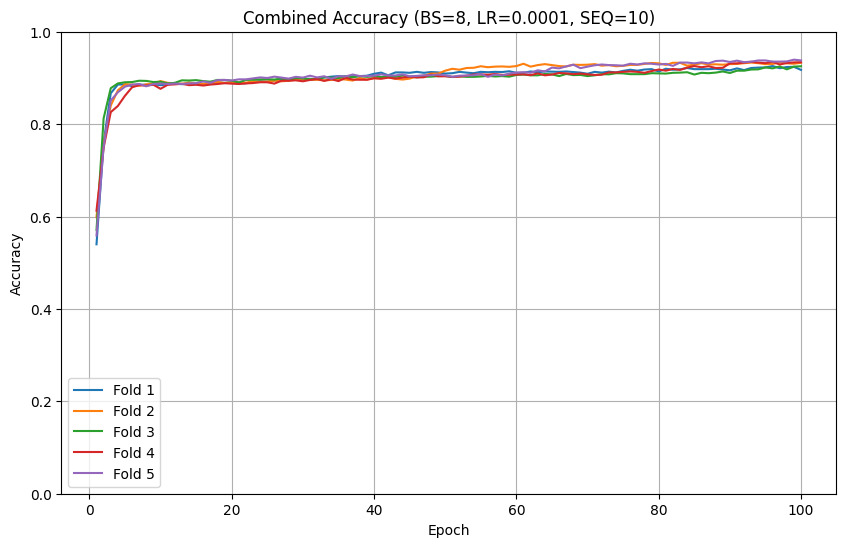 Combined Accuracy (BS=8, LR=0.0001, SEQ=10)
1.0
0.8
0.6
0.4
0.2
0.0
Accuracy
Fold 1
Fold 2
Fold 3
Fold 4
Fold 5
0 20 40 60 80 100
Epoch